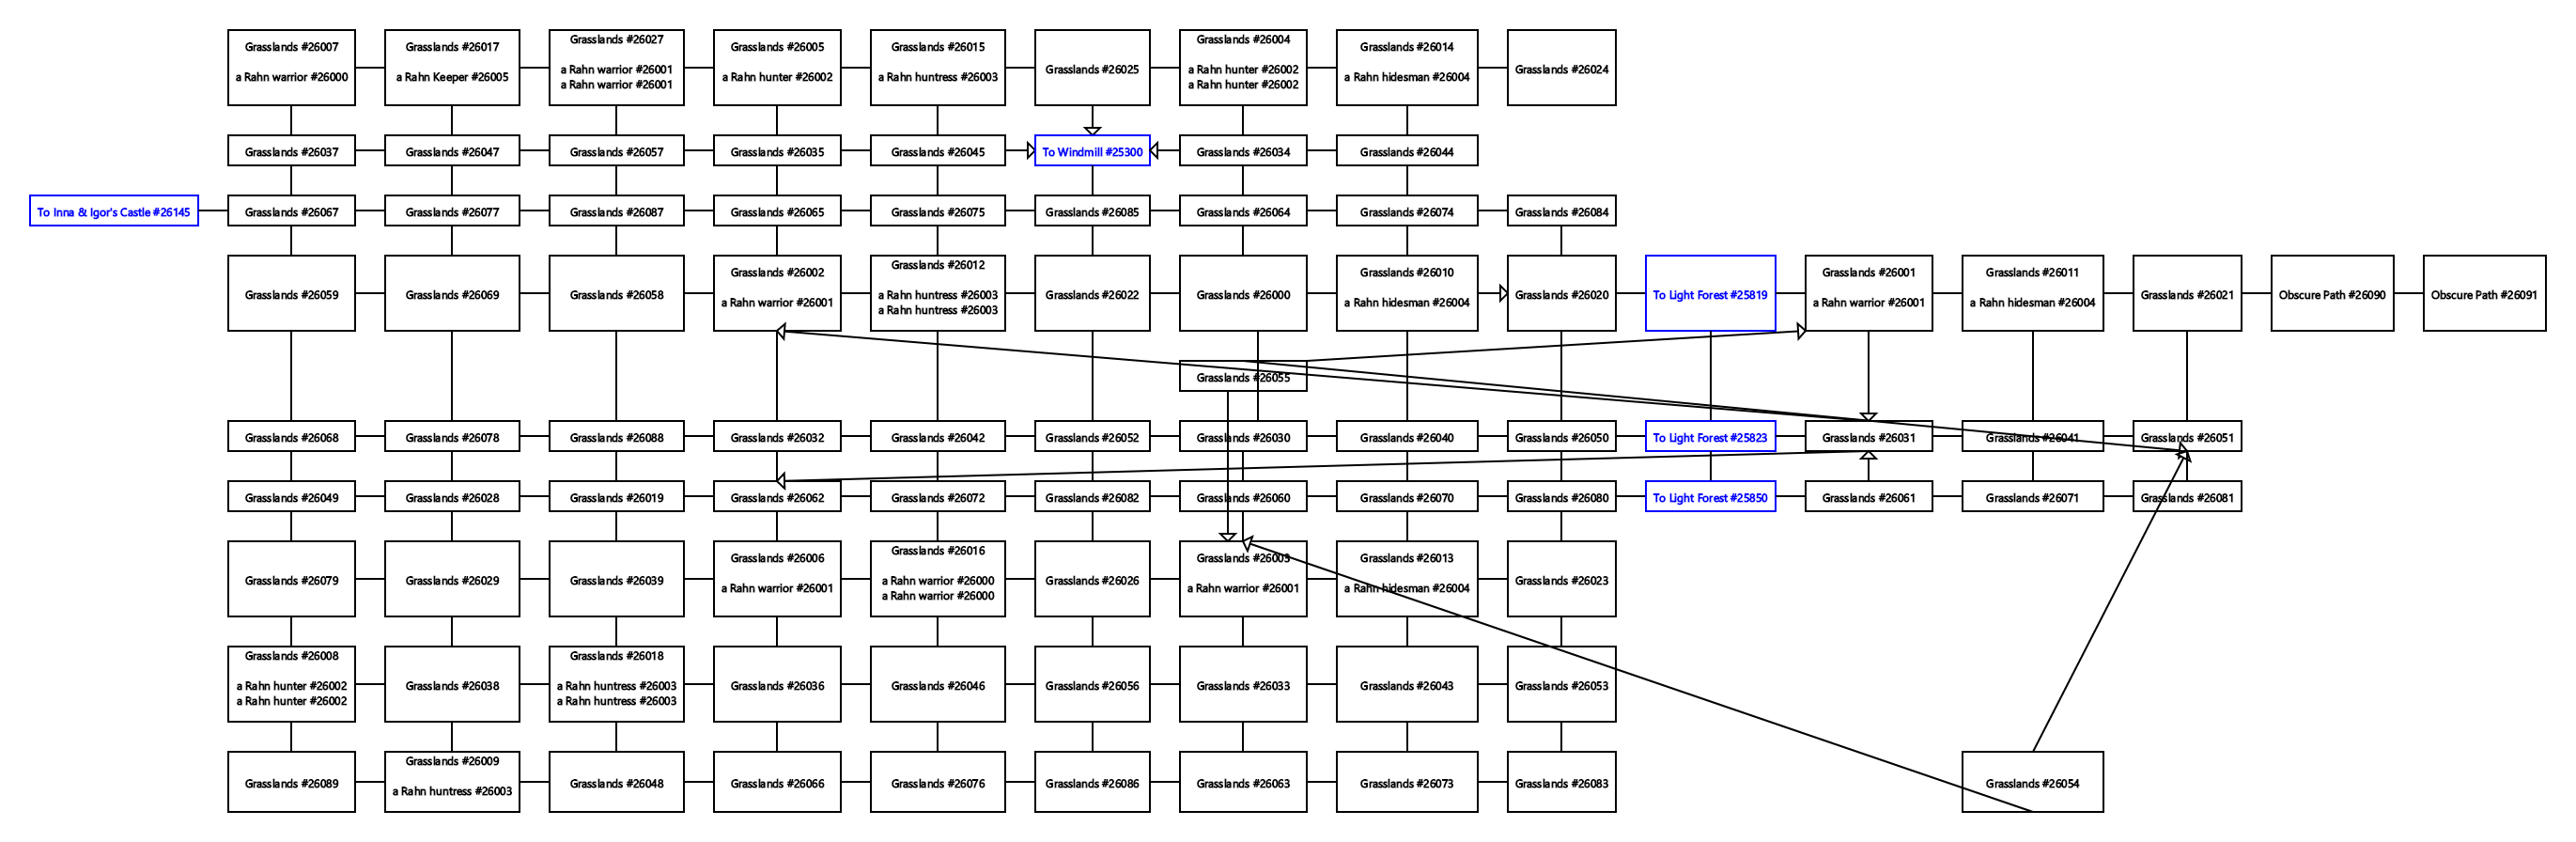 Grasslands #26007
a Rahn warrior #26000
Grasslands #26017
a Rahn Keeper #26005
Grasslands #26027
a Rahn warrior #26001
a Rahn warrior #26001
Grasslands #26005
a Rahn hunter #26002
Grasslands #26015
a Rahn huntress #26003
Grasslands #26025
Grasslands #26004
a Rahn hunter #26002
a Rahn hunter #26002
Grasslands #26014
a Rahn hidesman #26004
Grasslands #26024
Grasslands #26037
Grasslands #26047
Grasslands #26057
Grasslands #26035
Grasslands #26045
To Windmill #25300
Grasslands #26034
Grasslands #26044
To Inna & Igor's Castle #26145
Grasslands #26067
Grasslands #26077
Grasslands #26087
Grasslands #26065
Grasslands #26075
Grasslands #26085
Grasslands #26064
Grasslands #26074
Grasslands #26084
Grasslands #26059
Grasslands #26069
Grasslands #26058
Grasslands #26002
a Rahn warrior #26001
Grasslands #26012
a Rahn huntress #26003
a Rahn huntress #26003
Grasslands #26022
Grasslands #26000
Grasslands #26010
a Rahn hidesman #26004
Grasslands #26020
To Light Forest #25819
Grasslands #26001
a Rahn warrior #26001
Grasslands #26011
a Rahn hidesman #26004
Grasslands #26021
Obscure Path #26090
Obscure Path #26091
Grasslands #26055
Grasslands #26068
Grasslands #26078
Grasslands #26088
Grasslands #26032
Grasslands #26042
Grasslands #26052
Grasslands #26030
Grasslands #26040
Grasslands #26050
To Light Forest #25823
Grasslands #26031
Grasslands #26041
Grasslands #26051
Grasslands #26049
Grasslands #26028
Grasslands #26019
Grasslands #26062
Grasslands #26072
Grasslands #26082
Grasslands #26060
Grasslands #26070
Grasslands #26080
To Light Forest #25850
Grasslands #26061
Grasslands #26071
Grasslands #26081
Grasslands #26079
Grasslands #26029
Grasslands #26039
Grasslands #26006
a Rahn warrior #26001
Grasslands #26016
a Rahn warrior #26000
a Rahn warrior #26000
Grasslands #26026
Grasslands #26003
a Rahn warrior #26001
Grasslands #26013
a Rahn hidesman #26004
Grasslands #26023
Grasslands #26008
a Rahn hunter #26002
a Rahn hunter #26002
Grasslands #26038
Grasslands #26018
a Rahn huntress #26003
a Rahn huntress #26003
Grasslands #26036
Grasslands #26046
Grasslands #26056
Grasslands #26033
Grasslands #26043
Grasslands #26053
Grasslands #26089
Grasslands #26009
a Rahn huntress #26003
Grasslands #26048
Grasslands #26066
Grasslands #26076
Grasslands #26086
Grasslands #26063
Grasslands #26073
Grasslands #26083
Grasslands #26054